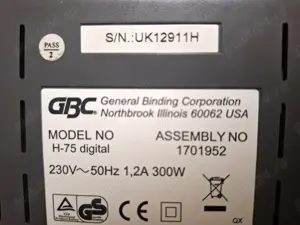 PASS
2
S/N.:UK12911H
GBC General Binding Corporation
Northbrook Illinois 60062 USA
MODEL NO ASSEMBLY NO
H-75 digital 1701952
230V~50Hz 1,2A 300W
GS
QX